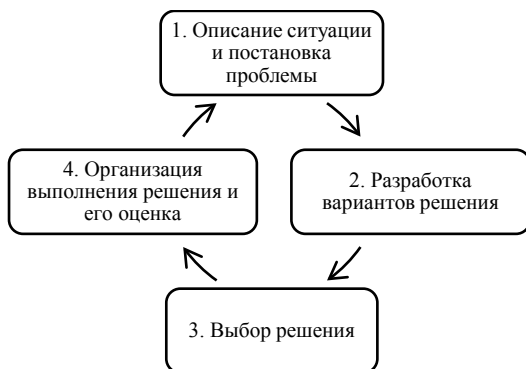 1. Описание ситуации
и постановка
проблемы
2. Разработка
вариантов решения
3. Выбор решения
4. Организация
выполнения решения и
его оценка